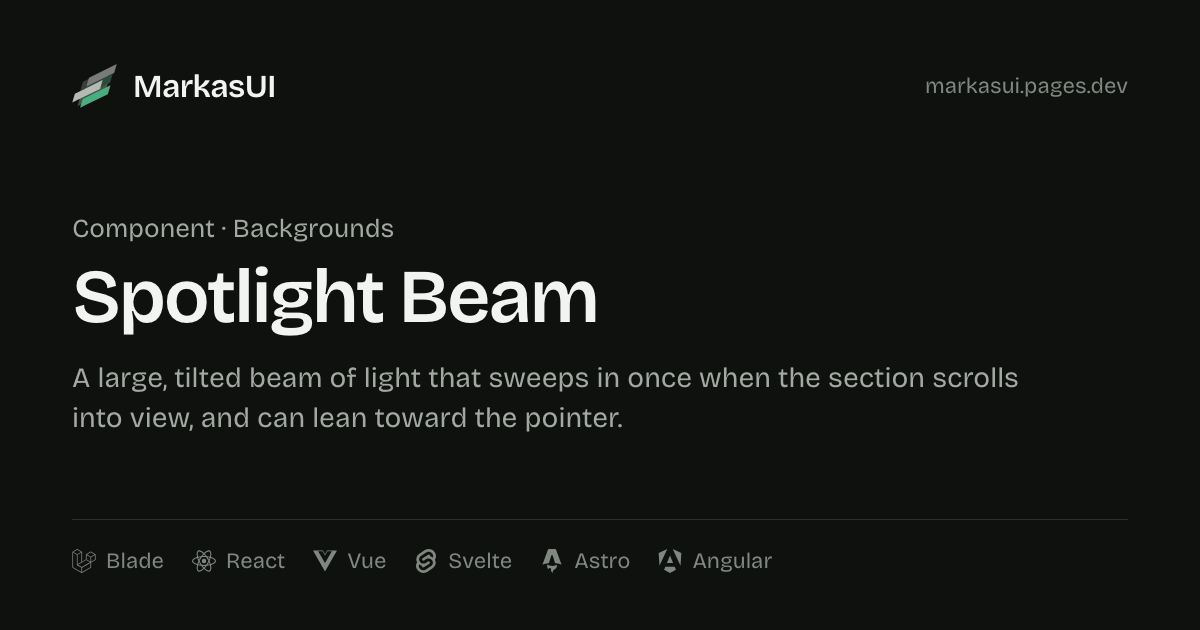 MarkasUI
markasui.pages.dev
Component · Backgrounds
Spotlight Beam
A large, tilted beam of light that sweeps in once when the section scrolls
into view, and can lean toward the pointer.
Blade React Vue Svelte Astro Angular